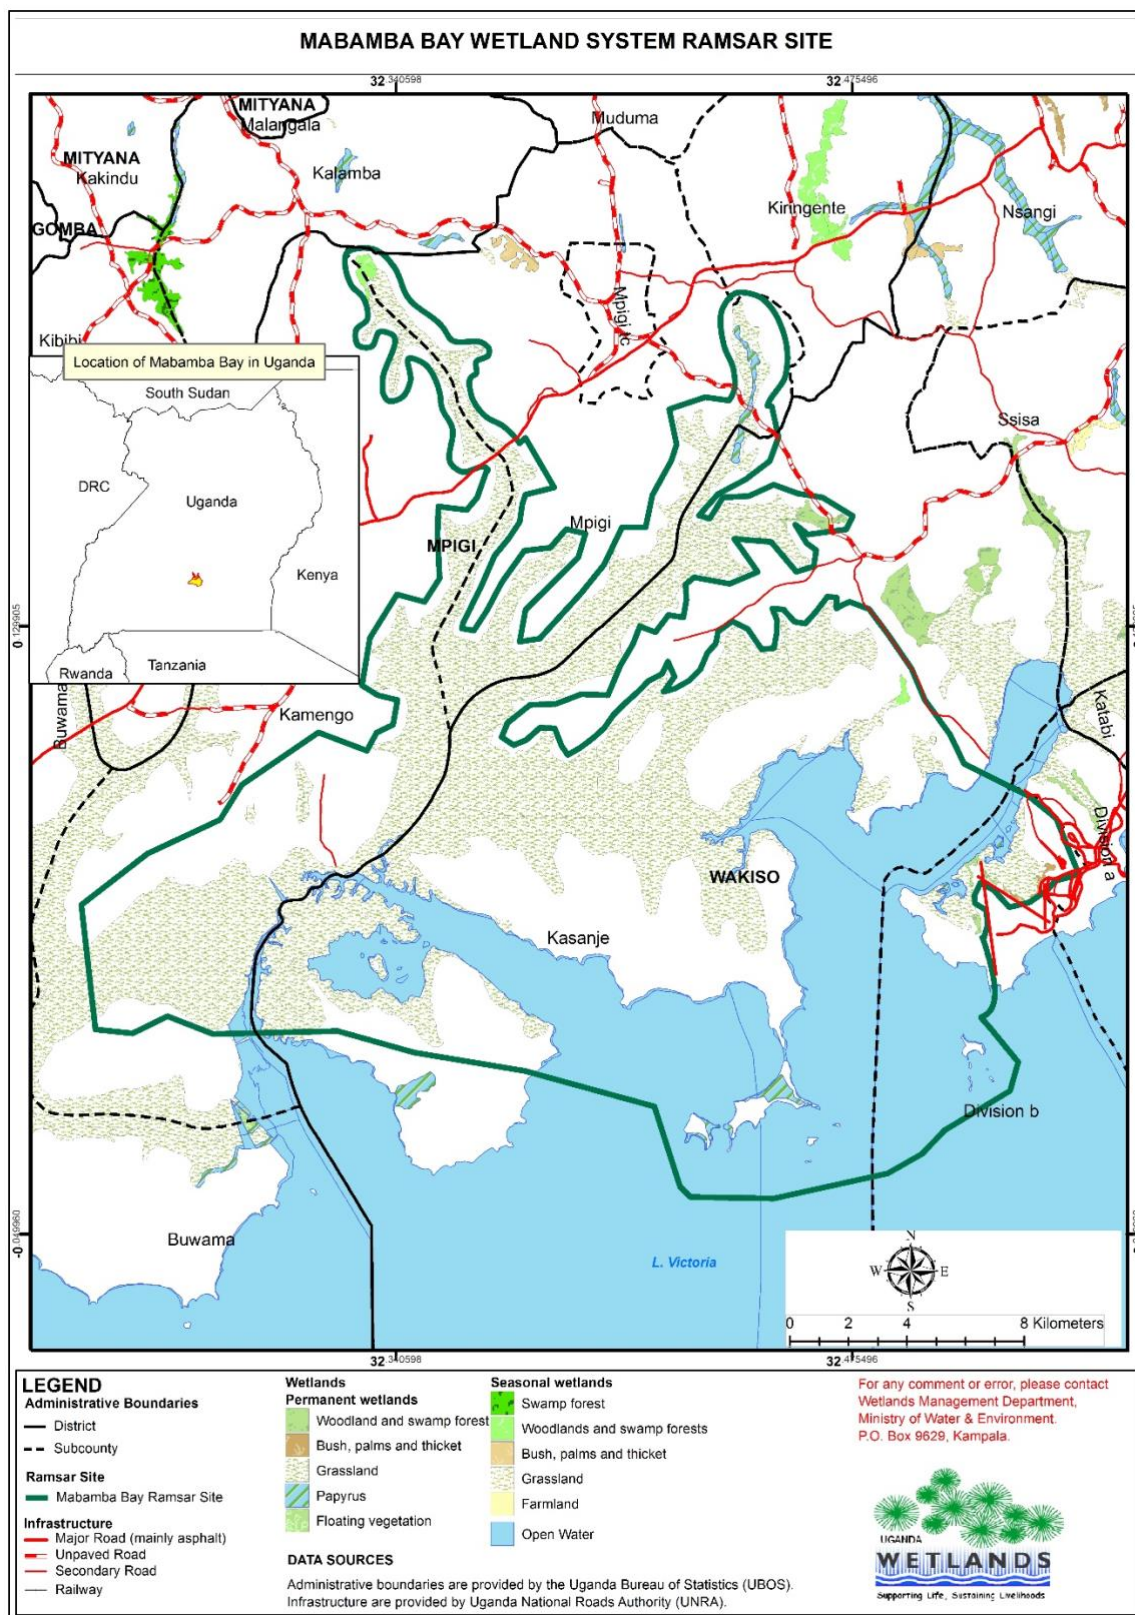 MABAMBA BAY WETLAND SYSTEM RAMSAR SITE
32.340598
32.475496
MITYANA
Malangala
Muduma
MITYANA
Kakindu
Kalamba
Kiringente
Nsangi
GOMBA
Mpigi tc
Kibibi
Location of Mabamba Bay in Uganda
South Sudan
DRC
Uganda
Kenya
Rwanda
Tanzania
Ssisa
Mpigi
MPIGI
0.129905
Buwama
Kamengo
Katabi
Division a
WAKISO
Kasanje
Division b
Buwama
-0.049960
L. Victoria
N
W
E
S
0 2 4 8 Kilometers
32.340598
32.475496
LEGEND
Administrative Boundaries
District
Subcounty
Ramsar Site
Mabamba Bay Ramsar Site
Infrastructure
Major Road (mainly asphalt)
Unpaved Road
Secondary Road
Railway
Wetlands
Permanent wetlands
Woodland and swamp forest
Bush, palms and thicket
Grassland
Papyrus
Floating vegetation
Seasonal wetlands
Swamp forest
Woodlands and swamp forests
Bush, palms and thicket
Grassland
Farmland
Open Water
DATA SOURCES
Administrative boundaries are provided by the Uganda Bureau of Statistics (UBOS).
Infrastructure are provided by Uganda National Roads Authority (UNRA).
For any comment or error, please contact
Wetlands Management Department,
Ministry of Water & Environment.
P.O. Box 9629, Kampala.
UGANDA
WETLANDS
Supporting Life, Sustaining Livelihoods